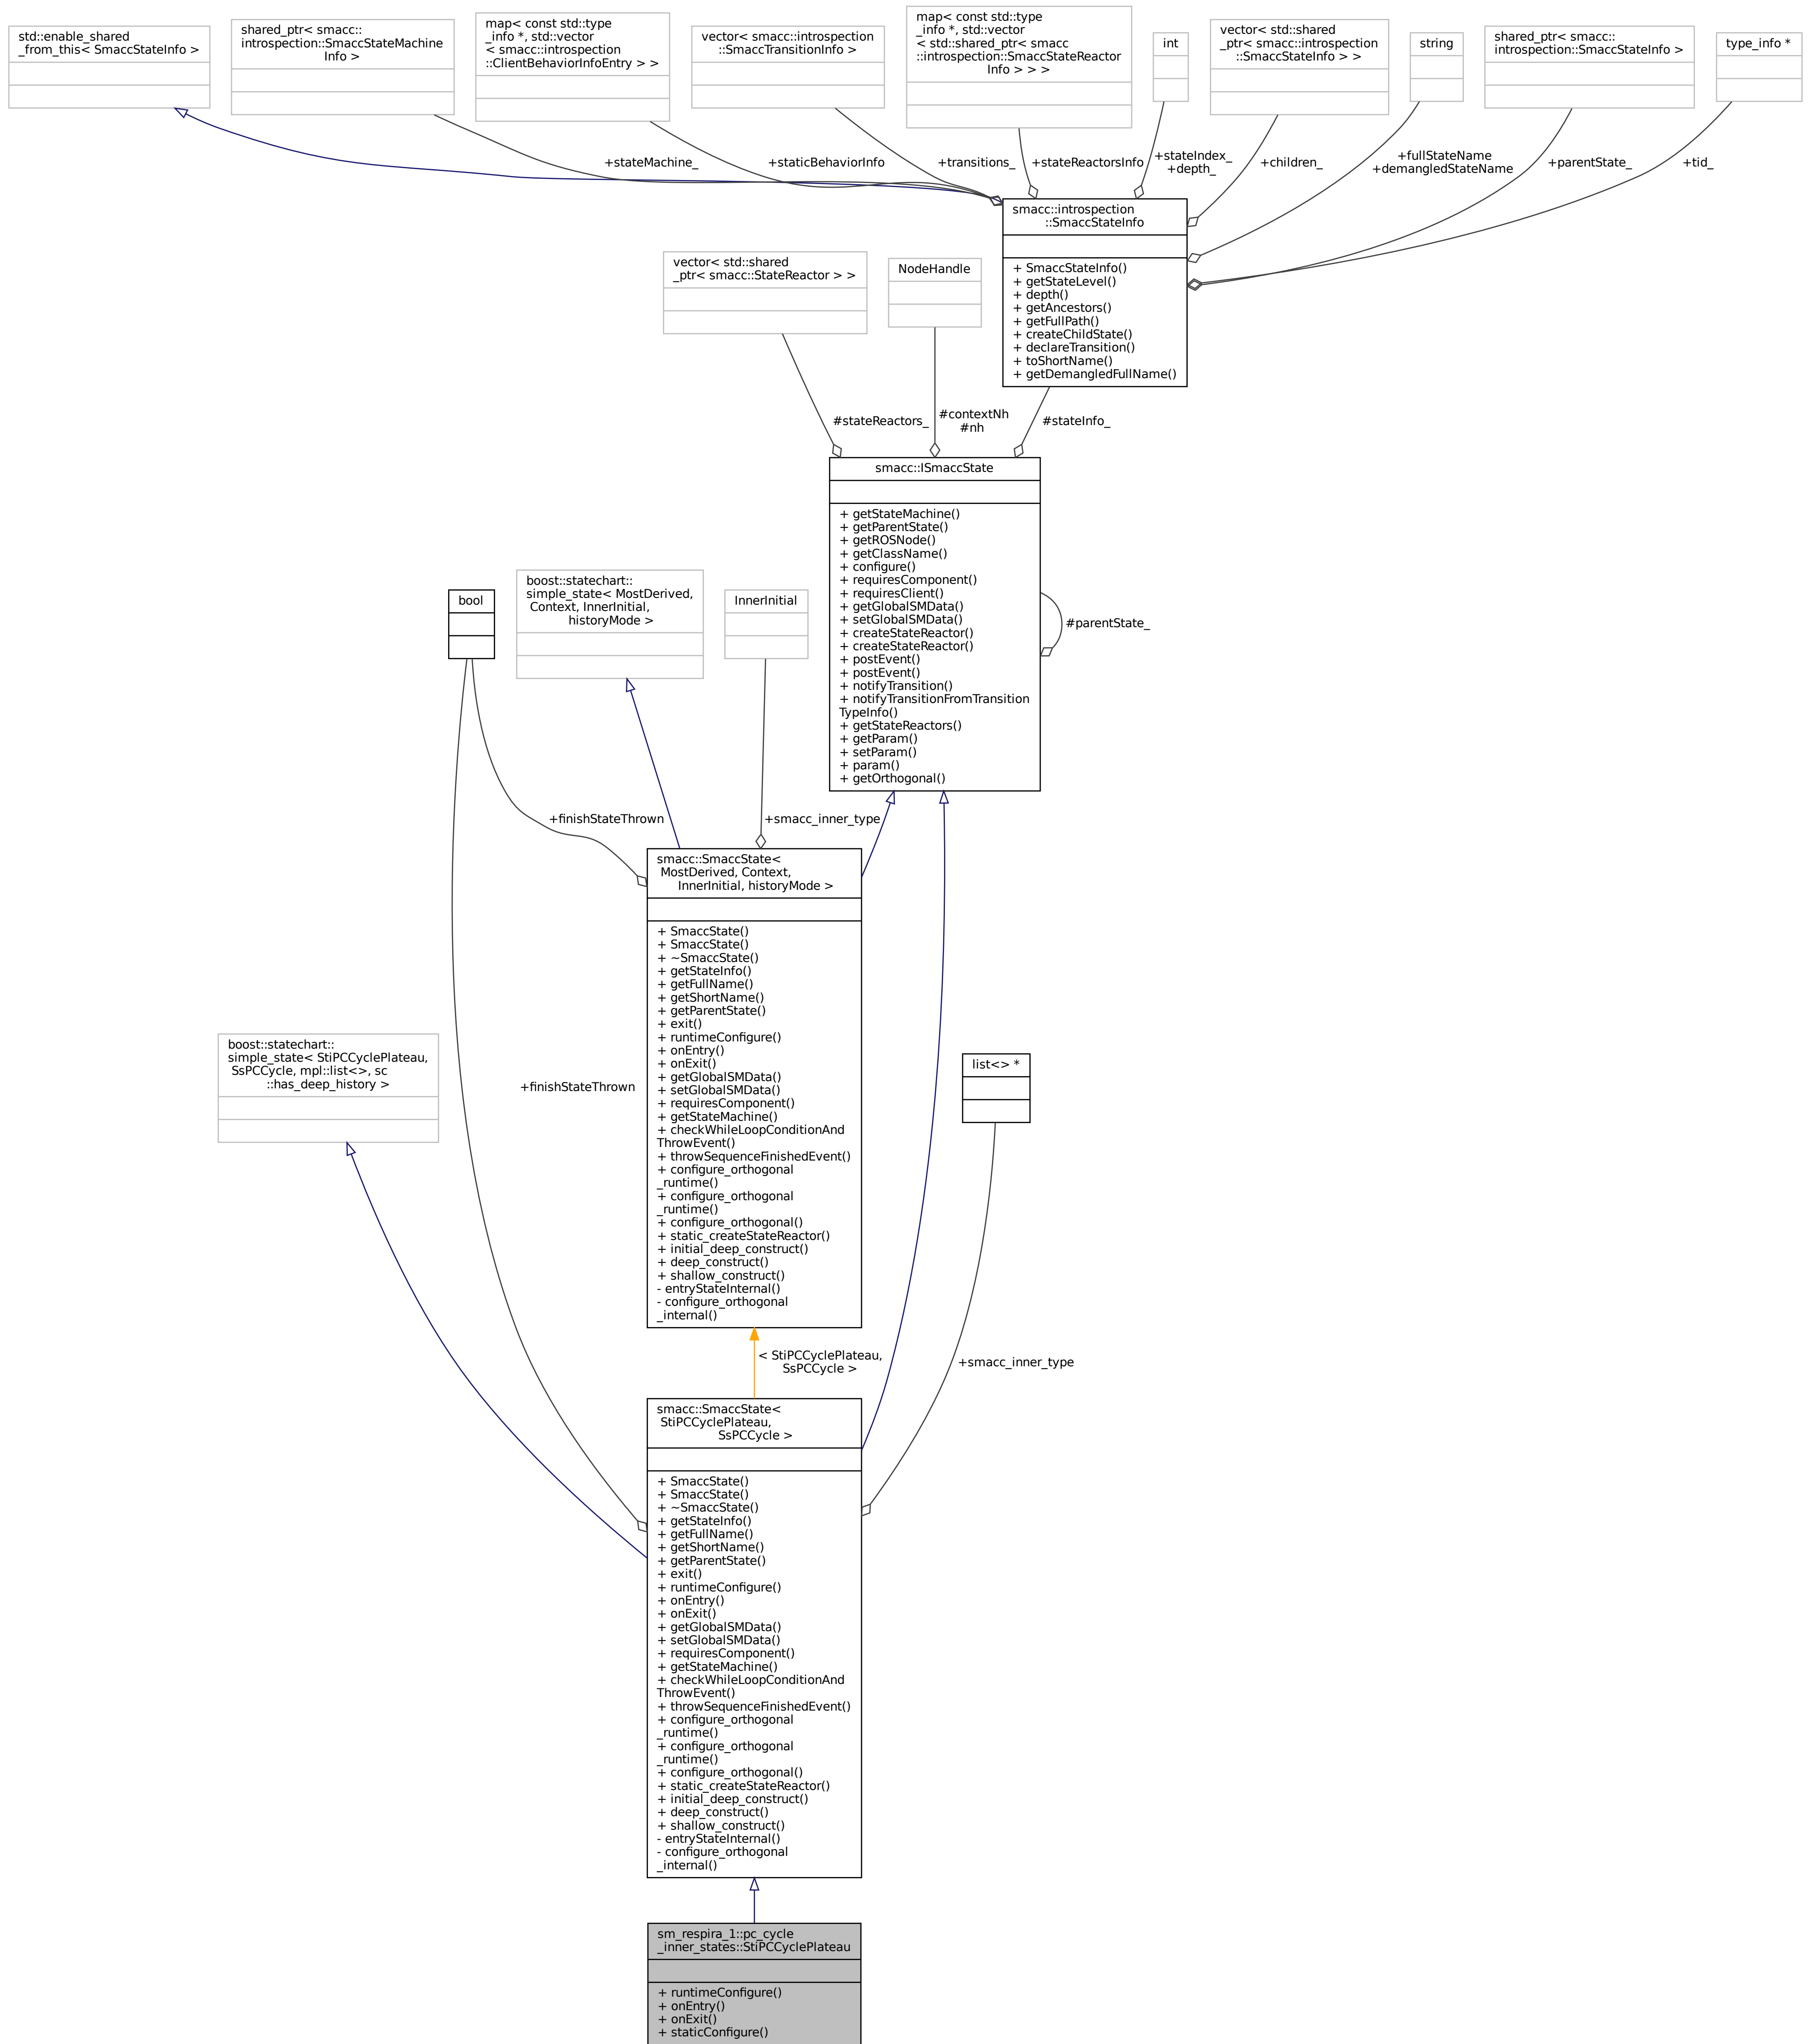 std::enable_shared
_from_this< SmaccStateInfo >
shared_ptr< smacc::
introspection::SmaccStateMachine
Info >
map< const std::type
_info *, std::vector
< smacc::introspection
::ClientBehaviorInfoEntry > >
vector< smacc::introspection
::SmaccTransitionInfo >
map< const std::type
_info *, std::vector
< std::shared_ptr< smacc
::introspection::SmaccStateReactor
Info > > >
int
vector< std::shared
_ptr< smacc::introspection
::SmaccStateInfo > >
string
shared_ptr< smacc::
introspection::SmaccStateInfo >
type_info *
+stateMachine_
+staticBehaviorInfo
+transitions_
+stateReactorsInfo
+stateIndex_
+depth_
+children_
+fullStateName
+demangledStateName
+parentState_
+tid_
smacc::introspection
::SmaccStateInfo
+ SmaccStateInfo()
+ getStateLevel()
+ depth()
+ getAncestors()
+ getFullPath()
+ createChildState()
+ declareTransition()
+ toShortName()
+ getDemangledFullName()
vector< std::shared
_ptr< smacc::StateReactor > >
NodeHandle
#stateReactors_
#contextNh
#nh
#stateInfo_
smacc::ISmaccState
+ getStateMachine()
+ getParentState()
+ getROSNode()
+ getClassName()
+ configure()
+ requiresComponent()
+ requiresClient()
+ getGlobalSMData()
+ setGlobalSMData()
+ createStateReactor()
+ createStateReactor()
+ postEvent()
+ postEvent()
+ notifyTransition()
+ notifyTransitionFromTransition
TypeInfo()
+ getStateReactors()
+ getParam()
+ setParam()
+ param()
+ getOrthogonal()
#parentState_
bool
boost::statechart::
simple_state< MostDerived,
Context, InnerInitial,
historyMode >
InnerInitial
+finishStateThrown
+smacc_inner_type
smacc::SmaccState<
MostDerived, Context,
InnerInitial, historyMode >
+ SmaccState()
+ SmaccState()
+ ~SmaccState()
+ getStateInfo()
+ getFullName()
+ getShortName()
+ getParentState()
+ exit()
+ runtimeConfigure()
+ onEntry()
+ onExit()
+ getGlobalSMData()
+ setGlobalSMData()
+ requiresComponent()
+ getStateMachine()
+ checkWhileLoopConditionAnd
ThrowEvent()
+ throwSequenceFinishedEvent()
+ configure_orthogonal
_runtime()
+ configure_orthogonal
_runtime()
+ configure_orthogonal()
+ static_createStateReactor()
+ initial_deep_construct()
+ deep_construct()
+ shallow_construct()
- entryStateInternal()
- configure_orthogonal
_internal()
boost::statechart::
simple_state< StiPCCyclePlateau,
SsPCCycle, mpl::list<>, sc
::has_deep_history >
+finishStateThrown
list<> *
< StiPCCyclePlateau,
SsPCCycle >
+smacc_inner_type
smacc::SmaccState<
StiPCCyclePlateau,
SsPCCycle >
+ SmaccState()
+ SmaccState()
+ ~SmaccState()
+ getStateInfo()
+ getFullName()
+ getShortName()
+ getParentState()
+ exit()
+ runtimeConfigure()
+ onEntry()
+ onExit()
+ getGlobalSMData()
+ setGlobalSMData()
+ requiresComponent()
+ getStateMachine()
+ checkWhileLoopConditionAnd
ThrowEvent()
+ throwSequenceFinishedEvent()
+ configure_orthogonal
_runtime()
+ configure_orthogonal
_runtime()
+ configure_orthogonal()
+ static_createStateReactor()
+ initial_deep_construct()
+ deep_construct()
+ shallow_construct()
- entryStateInternal()
- configure_orthogonal
_internal()
sm_respira_1::pc_cycle
_inner_states::StiPCCyclePlateau
+ runtimeConfigure()
+ onEntry()
+ onExit()
+ staticConfigure()